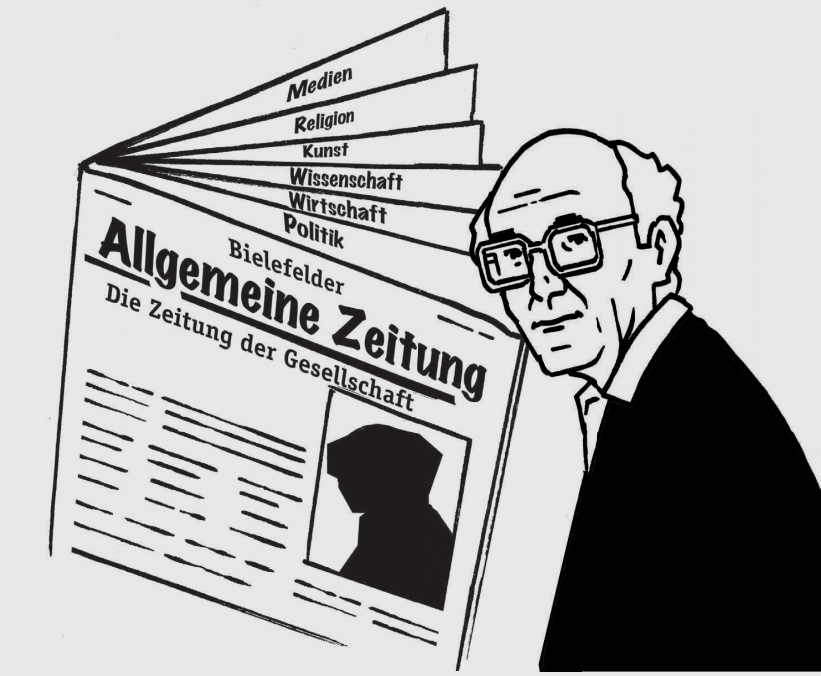 Medien
Religion
Kunst
Wissenschaft
Wirtschaft
Politik
Bielefelder
Allgemeine Zeitung
Die Zeitung der Gesellschaft